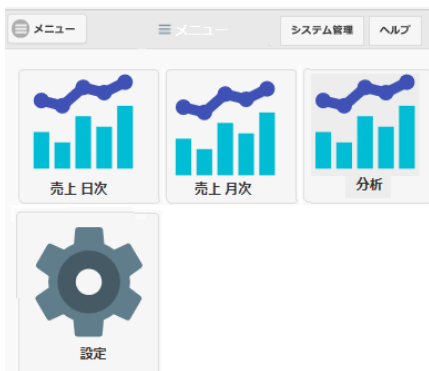 メニュー メニュー システム管理 ヘルプ
売上 日次 売上 月次 分析
設定